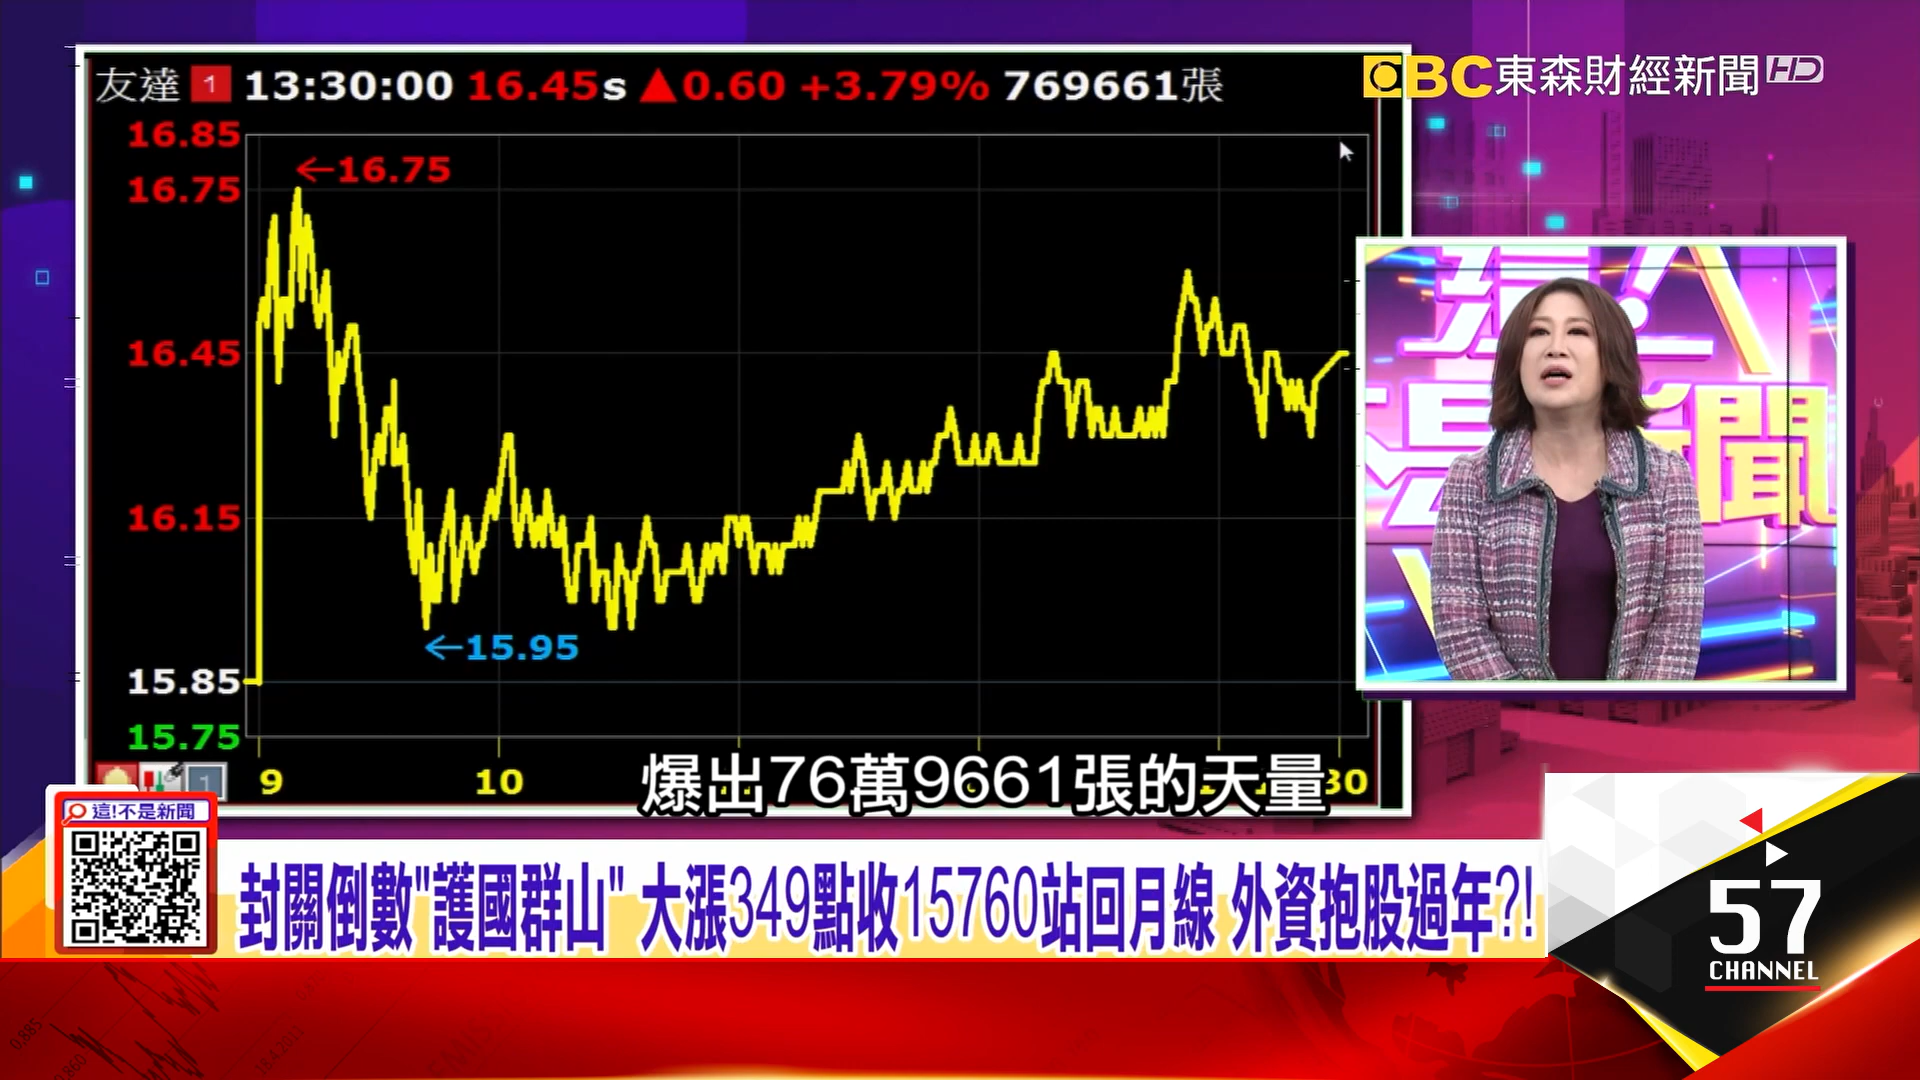 友達 1 13:30:00 16.45s ▲0.60 +3.79% 769661張
EBC東森財經新聞HD
16.85
←16.75
16.75
16.45
16.15
←15.95
15.85
15.75
9 10 30
這!不是新聞
爆出76萬9661張的天量
這!不是新聞
封關倒數"護國群山" 大漲349點收15760站回月線 外資抱股過年?!
57
CHANNEL